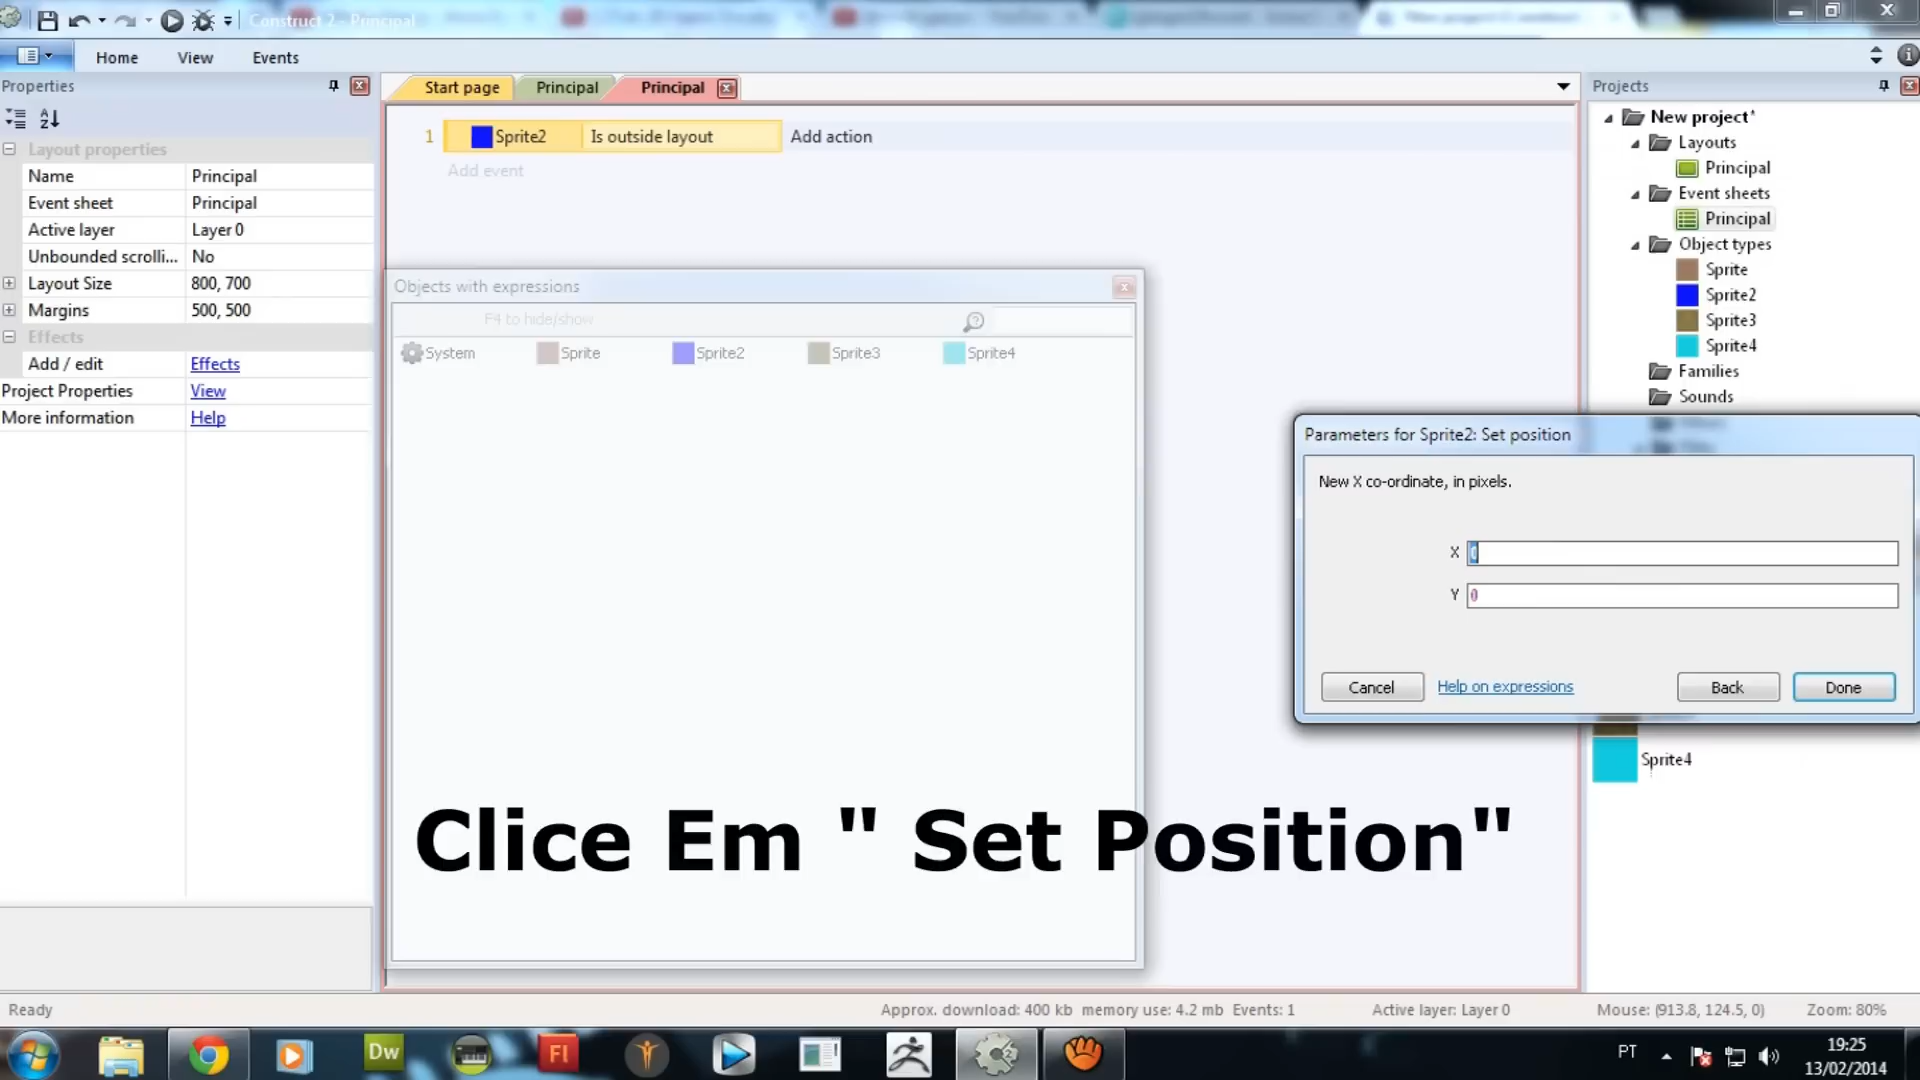 Construct 2 - Principal
Home View Events
Properties
Layout properties
Name Principal
Event sheet Principal
Active layer Layer 0
Unbounded scrolli... No
Layout Size 800, 700
Margins 500, 500
Effects
Add / edit Effects
Project Properties View
More information Help
Start page Principal Principal
1 Sprite2 Is outside layout Add action
Add event
Objects with expressions
F4 to hide/show
System Sprite Sprite2 Sprite3 Sprite4
Projects
New project*
Layouts
Principal
Event sheets
Principal
Object types
Sprite
Sprite2
Sprite3
Sprite4
Families
Sounds
Parameters for Sprite2: Set position
New X co-ordinate, in pixels.
X 0
Y 0
Cancel Help on expressions Back Done
Sprite4
Clice Em " Set Position"
Ready Approx. download: 400 kb memory use: 4.2 mb Events: 1 Active layer: Layer 0 Mouse: (913.8, 124.5, 0) Zoom: 80%
Dw Fl PT 19:25
13/02/2014